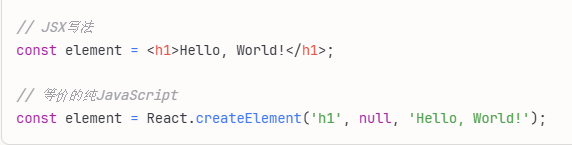 // JSX写法
const element = <h1>Hello, World!</h1>;
// 等价的纯JavaScript
const element = React.createElement('h1', null, 'Hello, World!');